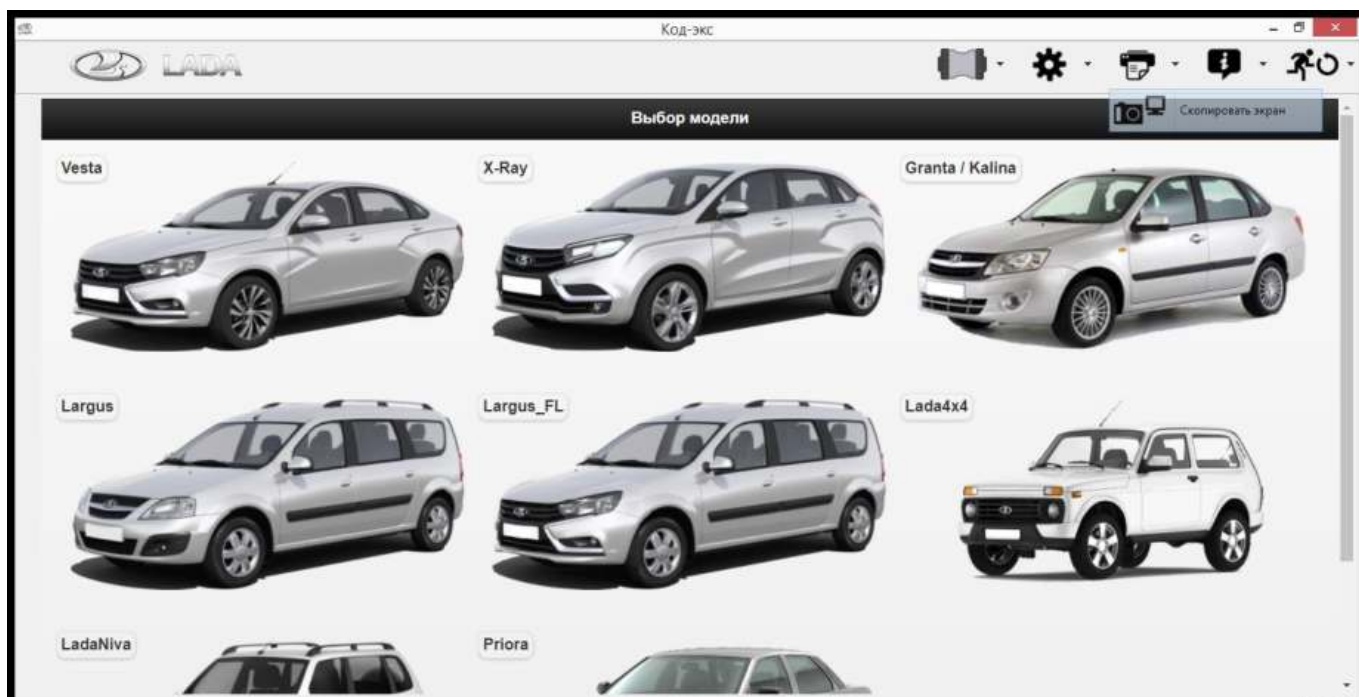 Код-экс
LADA
Скопировать экран
Выбор модели
Vesta
X-Ray
Granta / Kalina
Largus
Largus_FL
Lada4x4
LadaNiva
Priora